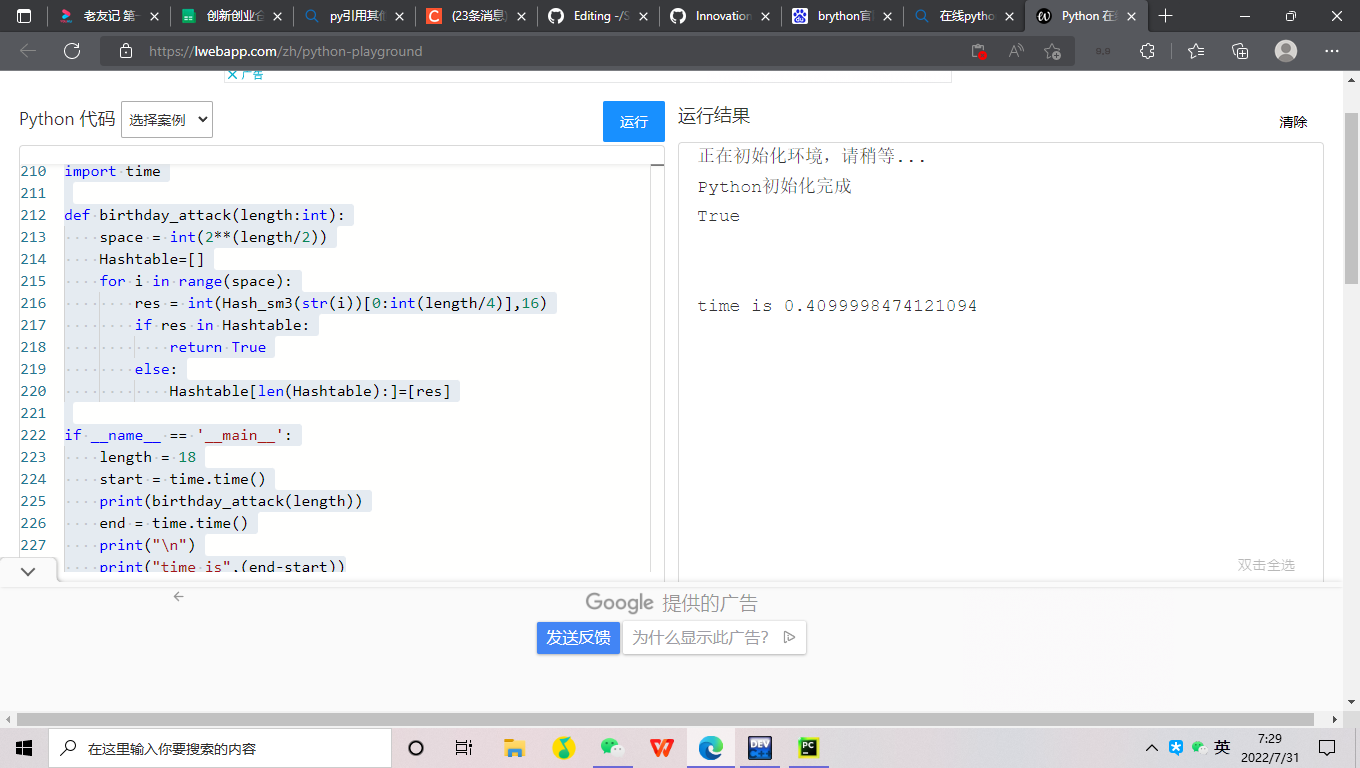 老友记 第一
创新创业合
py引用其他
(23条消息)
Editing -/S
Innovation
brython官
在线pytho
Python 在
https://lwebapp.com/zh/python-playground
广告
Python 代码
选择案例
运行
运行结果
清除
210 import time
211
212 def birthday_attack(length:int):
213 space = int(2**(length/2))
214 Hashtable=[]
215 for i in range(space):
216 res = int(Hash_sm3(str(i))[0:int(length/4)],16)
217 if res in Hashtable:
218 return True
219 else:
220 Hashtable[len(Hashtable):]=[res]
221
222 if __name__ == '__main__':
223 length = 18
224 start = time.time()
225 print(birthday_attack(length))
226 end = time.time()
227 print("\n")
print("time is",(end-start))
正在初始化环境，请稍等...
Python初始化完成
True
time is 0.4099998474121094
双击全选
Google 提供的广告
发送反馈
为什么显示此广告？
在这里输入你要搜索的内容
DEV
PC
英
7:29
2022/7/31